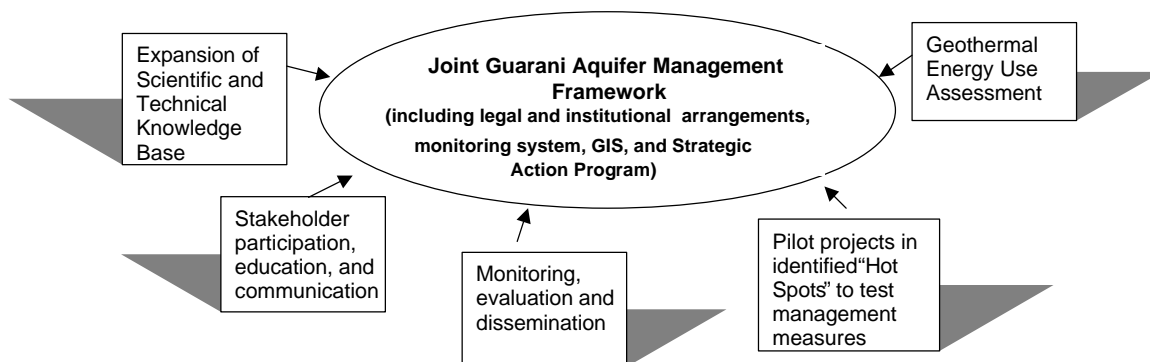 Expansion of
Scientific and
Technical
Knowledge
Base
Joint Guarani Aquifer Management
Framework
(including legal and institutional arrangements,
monitoring system, GIS, and Strategic
Action Program)
Geothermal
Energy Use
Assessment
Stakeholder
participation,
education, and
communication
Monitoring,
evaluation and
dissemination
Pilot projects in
identified“Hot
Spots” to test
management
measures